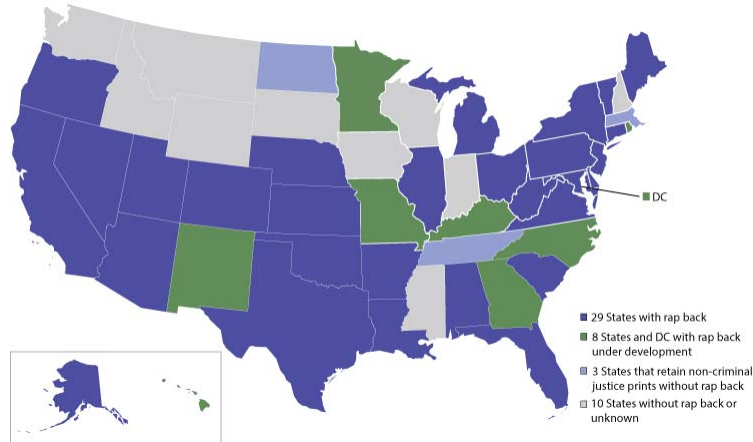 DC
29 States with rap back
8 States and DC with rap back
under development
3 States that retain non-criminal
justice prints without rap back
10 States without rap back or
unknown